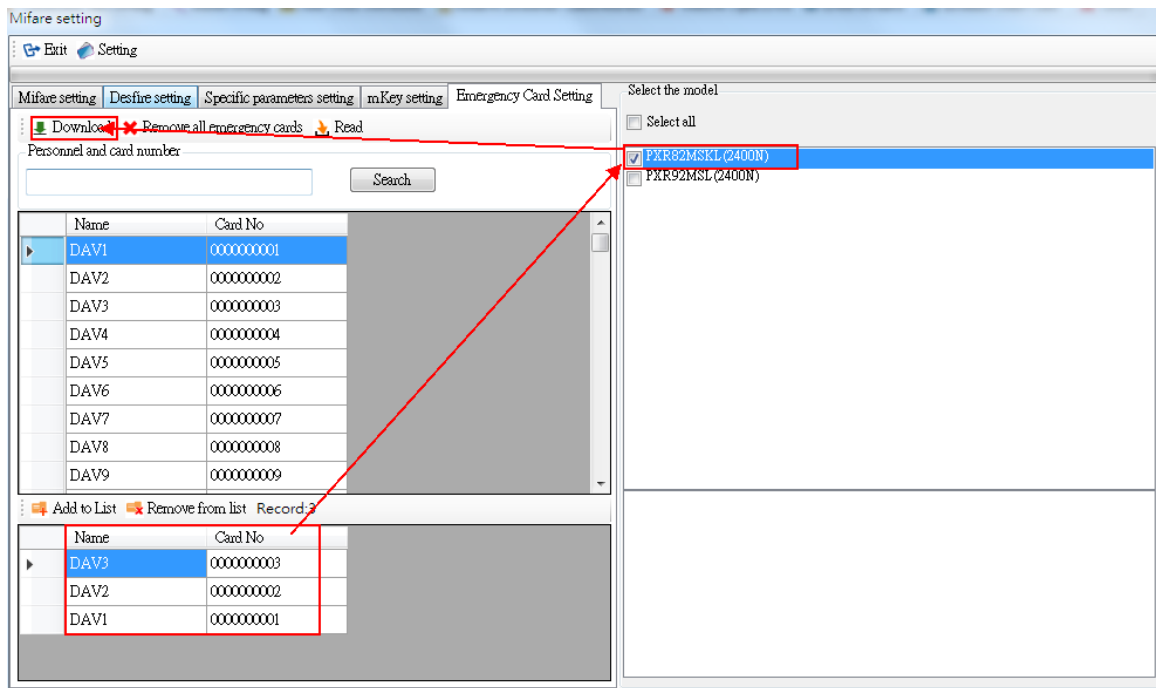 Mifare setting
Exit Setting
Mifare setting Desfire setting Specific parameters setting mKey setting Emergency Card Setting
Download Remove all emergency cards Read
Personnel and card number
Search
Name Card No
DAV1 0000000001
DAV2 0000000002
DAV3 0000000003
DAV4 0000000004
DAV5 0000000005
DAV6 0000000006
DAV7 0000000007
DAV8 0000000008
DAV9 0000000009
Add to List Remove from list Record:3
Name Card No
DAV3 0000000003
DAV2 0000000002
DAV1 0000000001
Select the model
Select all
PXR82MSKL(2400N)
PXR92MSL(2400N)